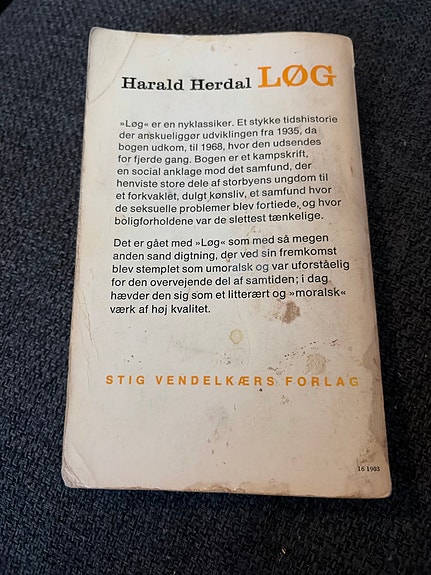 Harald Herdal LØG
»Løg« er en nyklassiker. Et stykke tidshistorie
der anskueliggør udviklingen fra 1935, da
bogen udkom, til 1968, hvor den udsendes
for fjerde gang. Bogen er et kampskrift,
en social anklage mod det samfund, der
henviste store dele af storbyens ungdom til
et forkvaklet, dulgt kønsliv, et samfund hvor
de seksuelle problemer blev fortiede, og hvor
boligforholdene var de slettest tænkelige.
Det er gået med »Løg« som med så megen
anden sand digtning, der ved sin fremkomst
blev stemplet som umoralsk og var uforståelig
for den overvejende del af samtiden; i dag
hævder den sig som et litterært og »moralsk«
værk af høj kvalitet.
STIG VENDELKÆRS FORLAG
16 1903